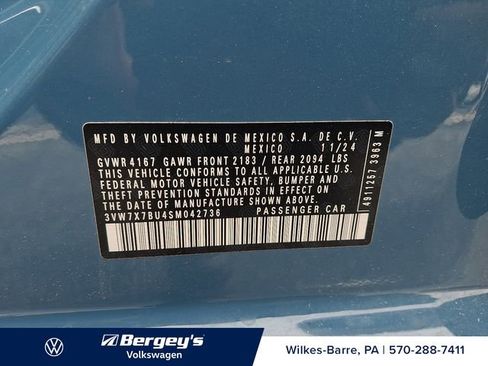 MFD BY VOLKSWAGEN DE MEXICO S.A. DE C.V.
MEXICO 11/24
GVWR 4167 GAWR FRONT 2183 / REAR 2094 LBS
THIS VEHICLE CONFORMS TO ALL APPLICABLE U.S.
FEDERAL MOTOR VEHICLE SAFETY, BUMPER AND
THEFT PREVENTION STANDARDS IN EFFECT ON THE
DATE OF MANUFACTURE SHOWN ABOVE.
3VW7X7BU4SM042736 PASSENGER CAR
14911257 3963 M
Bergey's
Volkswagen
Wilkes-Barre, PA | 570-288-7411